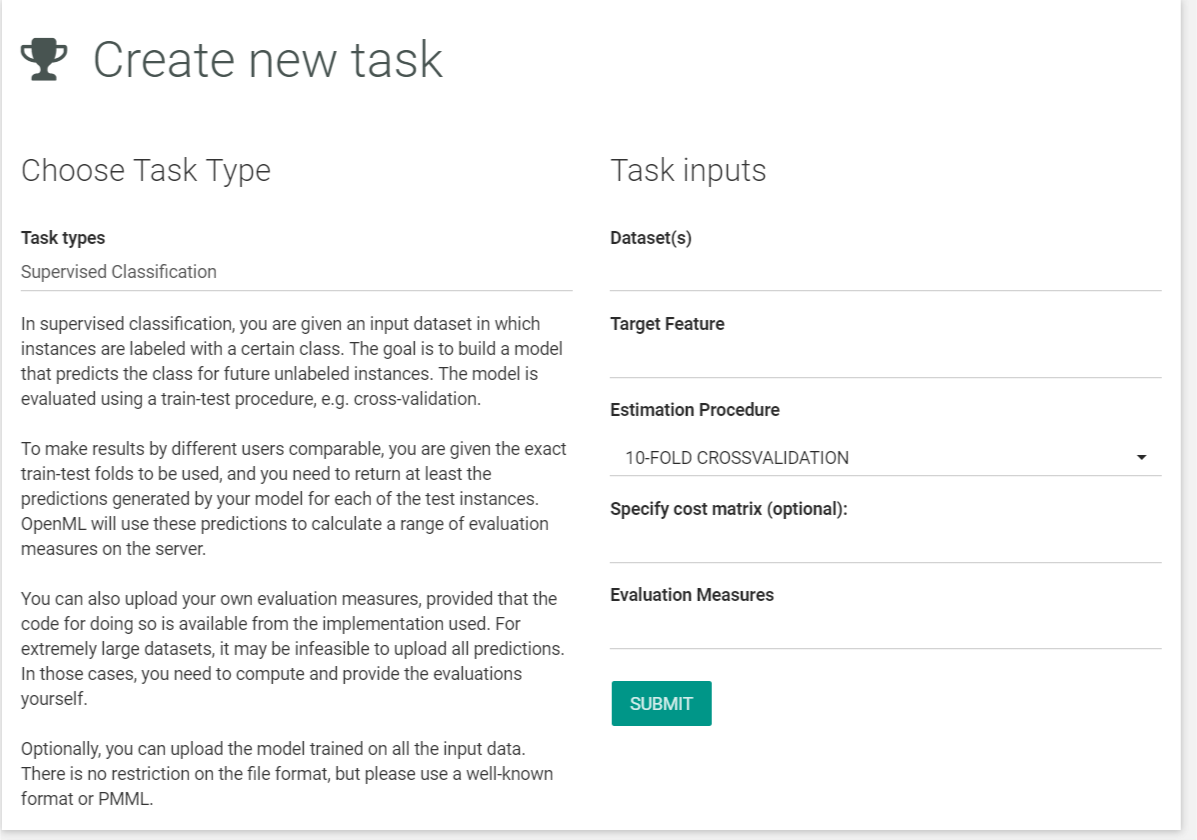 Create new task
Choose Task Type
Task types
Supervised Classification
In supervised classification, you are given an input dataset in which
instances are labeled with a certain class. The goal is to build a model
that predicts the class for future unlabeled instances. The model is
evaluated using a train-test procedure, e.g. cross-validation.
To make results by different users comparable, you are given the exact
train-test folds to be used, and you need to return at least the
predictions generated by your model for each of the test instances.
OpenML will use these predictions to calculate a range of evaluation
measures on the server.
You can also upload your own evaluation measures, provided that the
code for doing so is available from the implementation used. For
extremely large datasets, it may be infeasible to upload all predictions.
In those cases, you need to compute and provide the evaluations
yourself.
Optionally, you can upload the model trained on all the input data.
There is no restriction on the file format, but please use a well-known
format or PMML.
Task inputs
Dataset(s)
Target Feature
Estimation Procedure
10-FOLD CROSSVALIDATION
Specify cost matrix (optional):
Evaluation Measures
SUBMIT